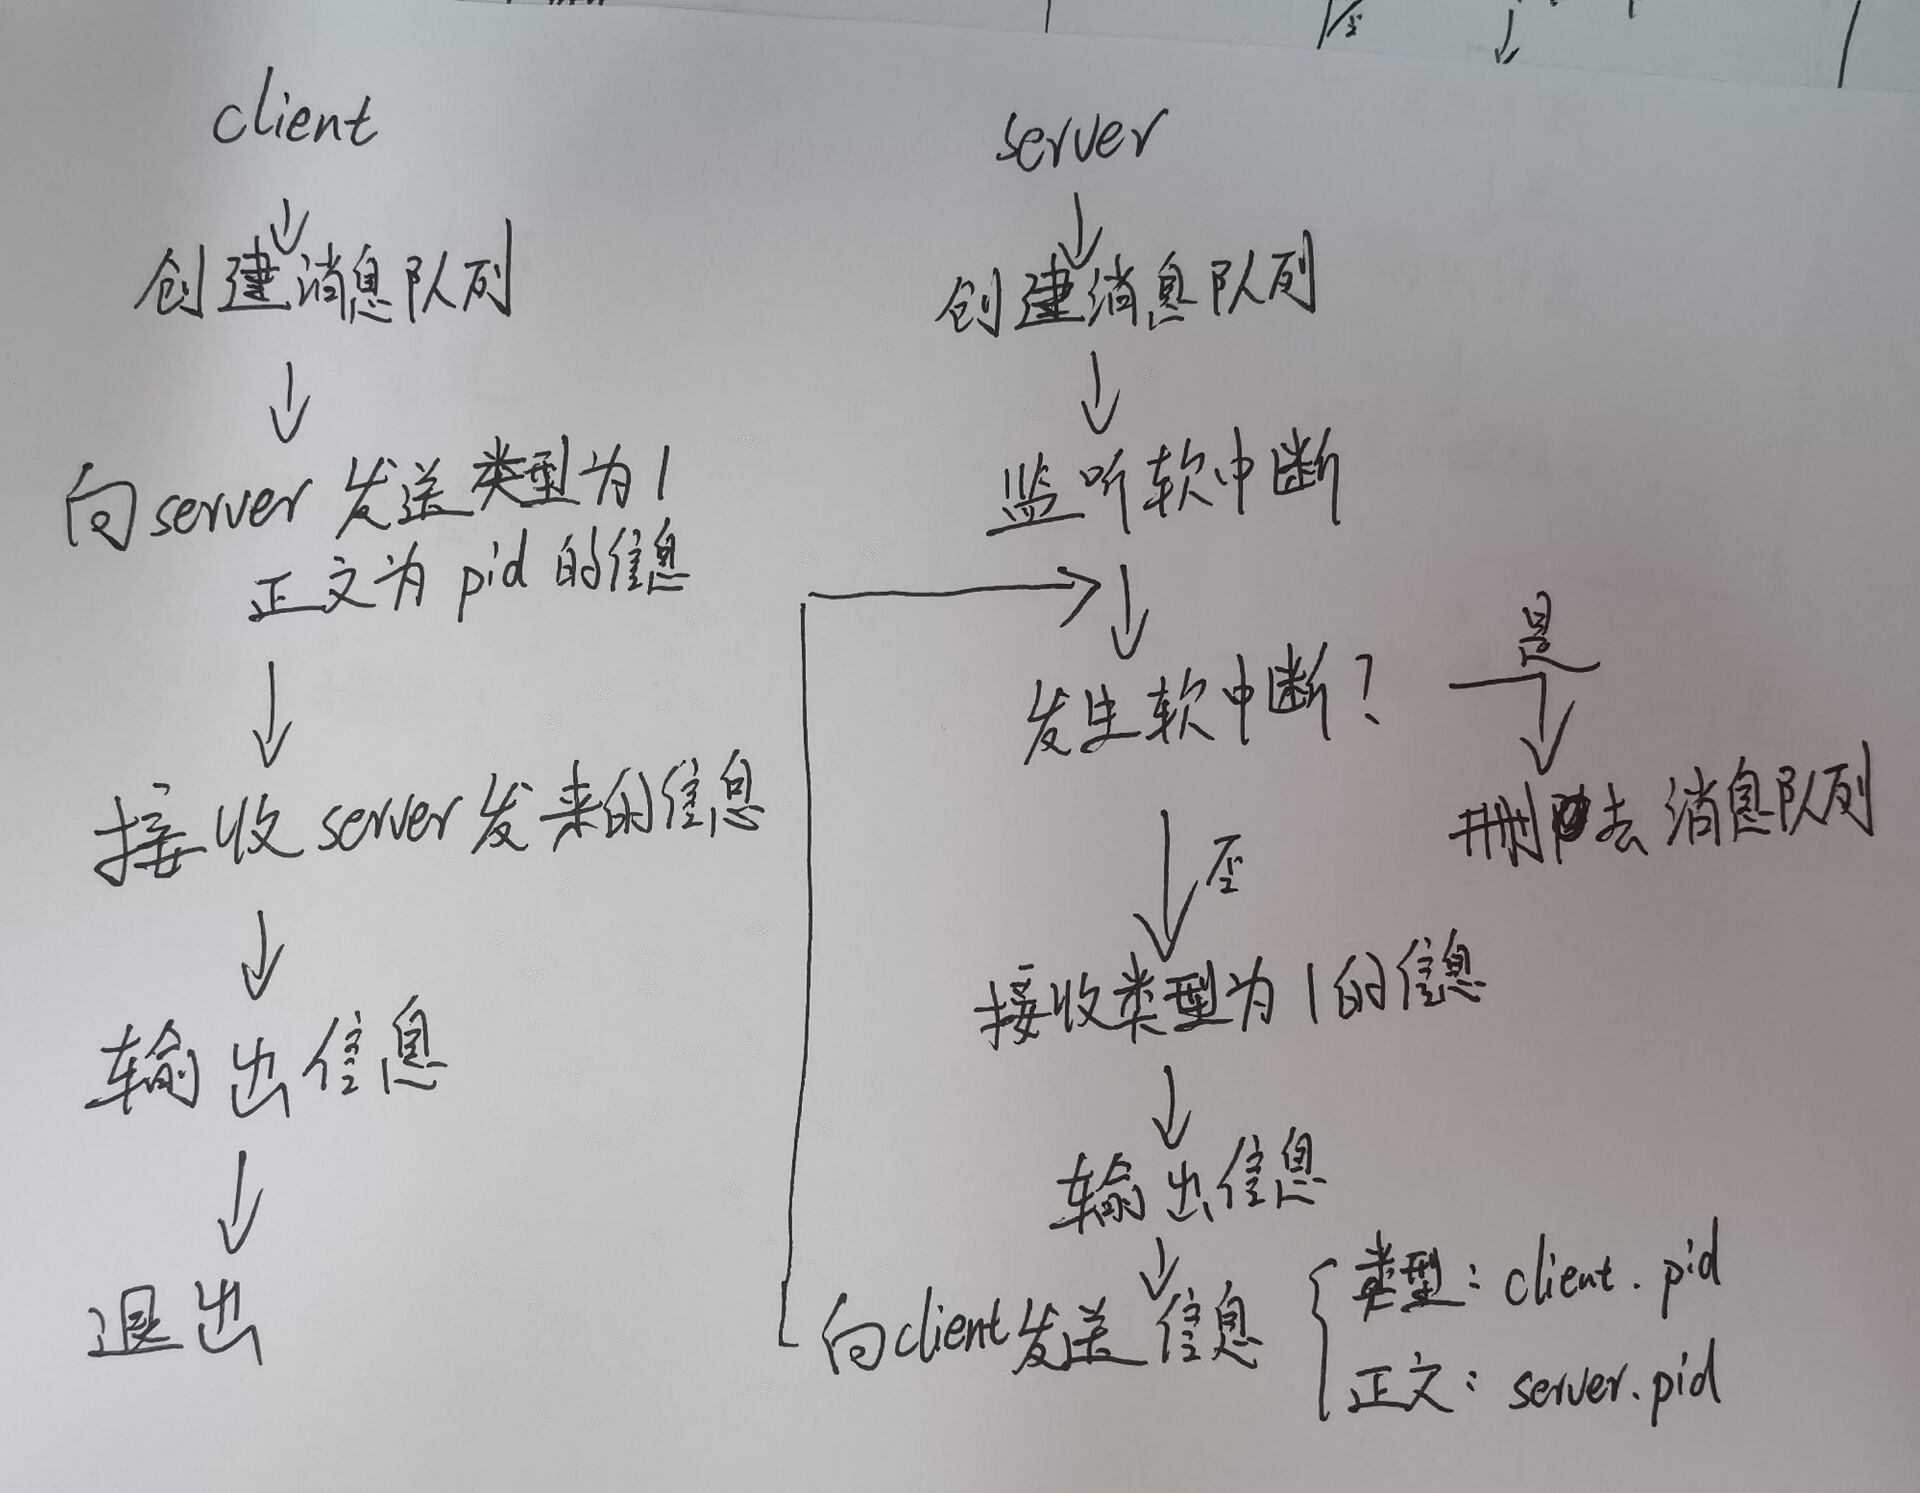 client
创建消息队列
向server发送类型为1
正文为pid的信息
接收server发来的信息
输出信息
退出
server
创建消息队列
监听软中断
发生软中断?
是
删去消息队列
否
接收类型为1的信息
输出信息
向client发送信息
类型:client.pid
正文:server.pid